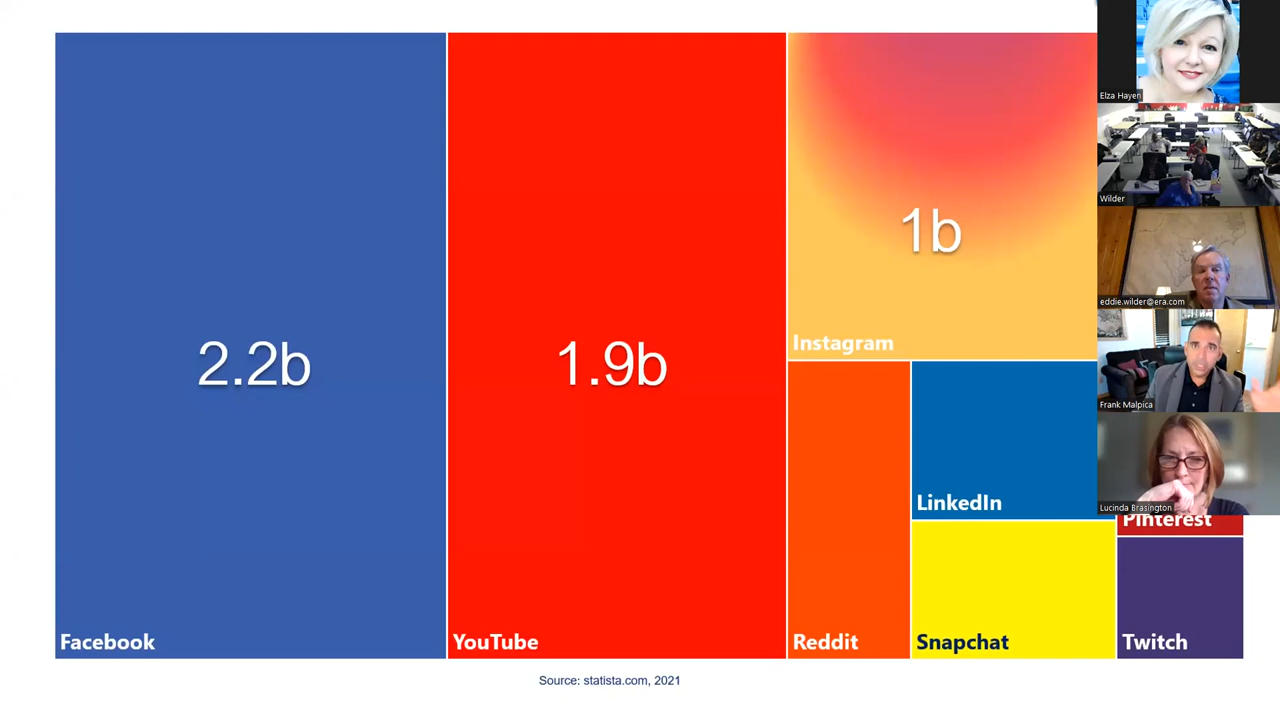 2.2b
Facebook
1.9b
YouTube
1b
Instagram
Reddit
LinkedIn
Snapchat
Pinterest
Twitch
Source: statista.com, 2021
Elza Hayen
Wilder
eddie.wilder@era.com
Frank Malpica
Lucinda Brasington